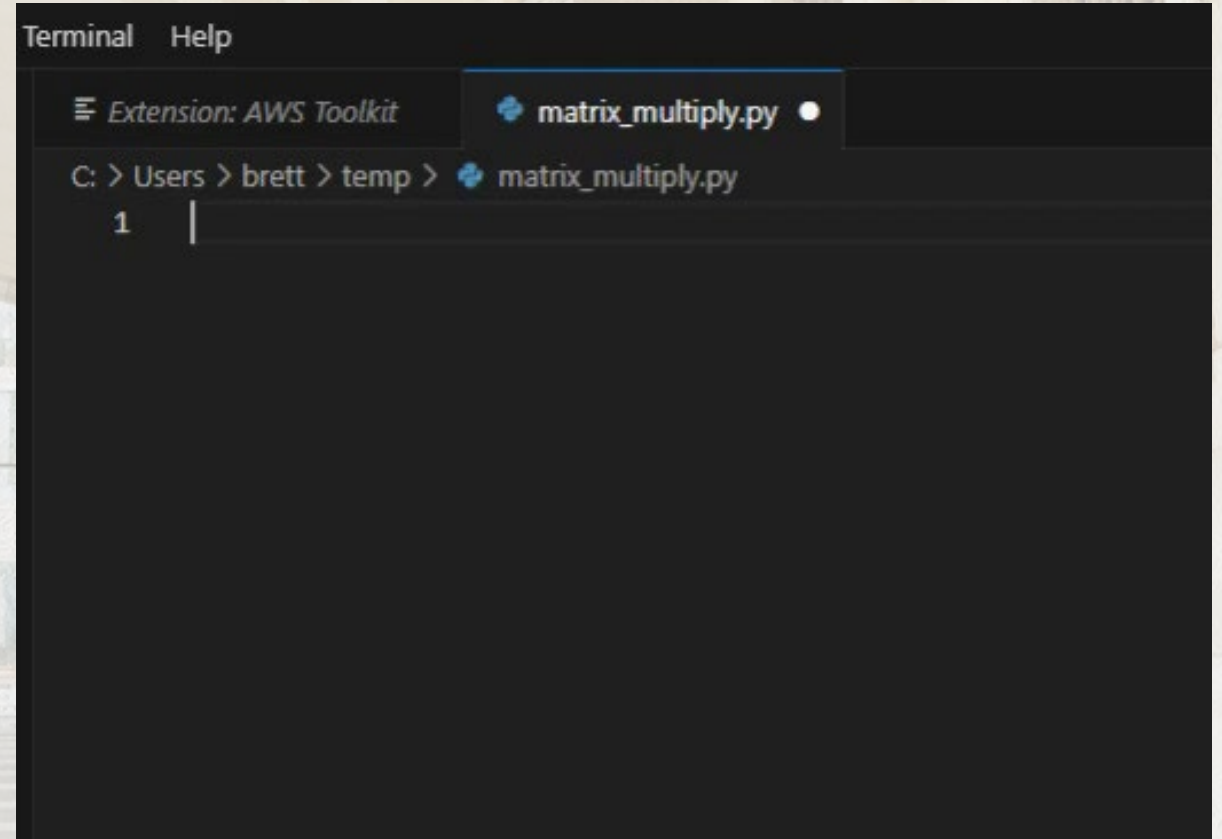 Terminal Help
Extension: AWS Toolkit matrix_multiply.py
C: > Users > brett > temp > matrix_multiply.py
1